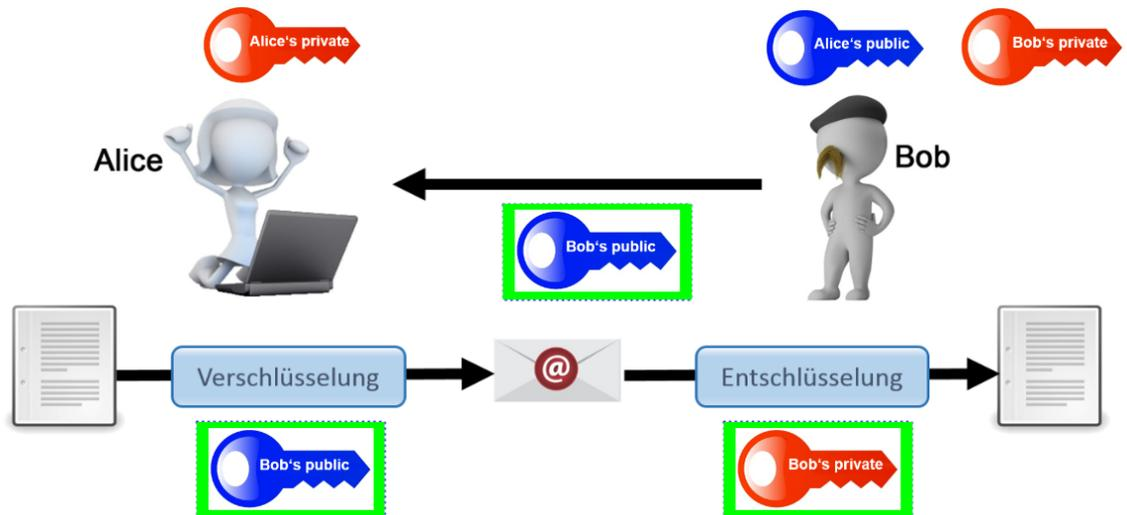 Alice's private
Alice's public
Bob's private
Alice
Bob
Bob's public
@
Verschlüsselung
Entschlüsselung
Bob's public
Bob's private